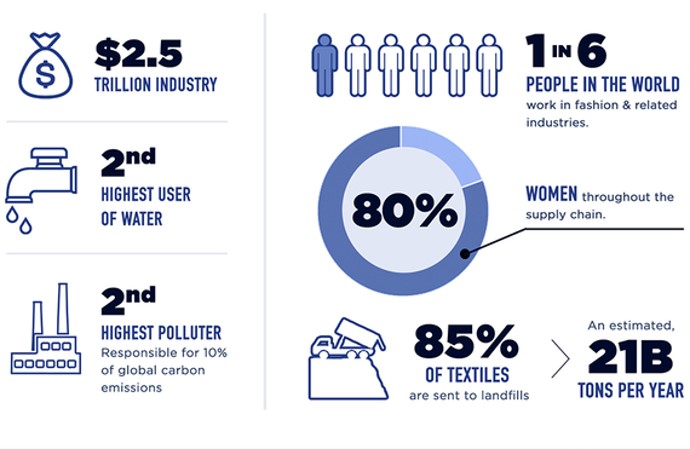 $
$2.5
TRILLION INDUSTRY
2nd
HIGHEST USER
OF WATER
2nd
HIGHEST POLLUTER
Responsible for 10%
of global carbon
emissions
1 IN 6
PEOPLE IN THE WORLD
work in fashion & related
industries.
80%
WOMEN throughout the
supply chain.
85%
OF TEXTILES
are sent to landfills
An estimated,
21B
TONS PER YEAR